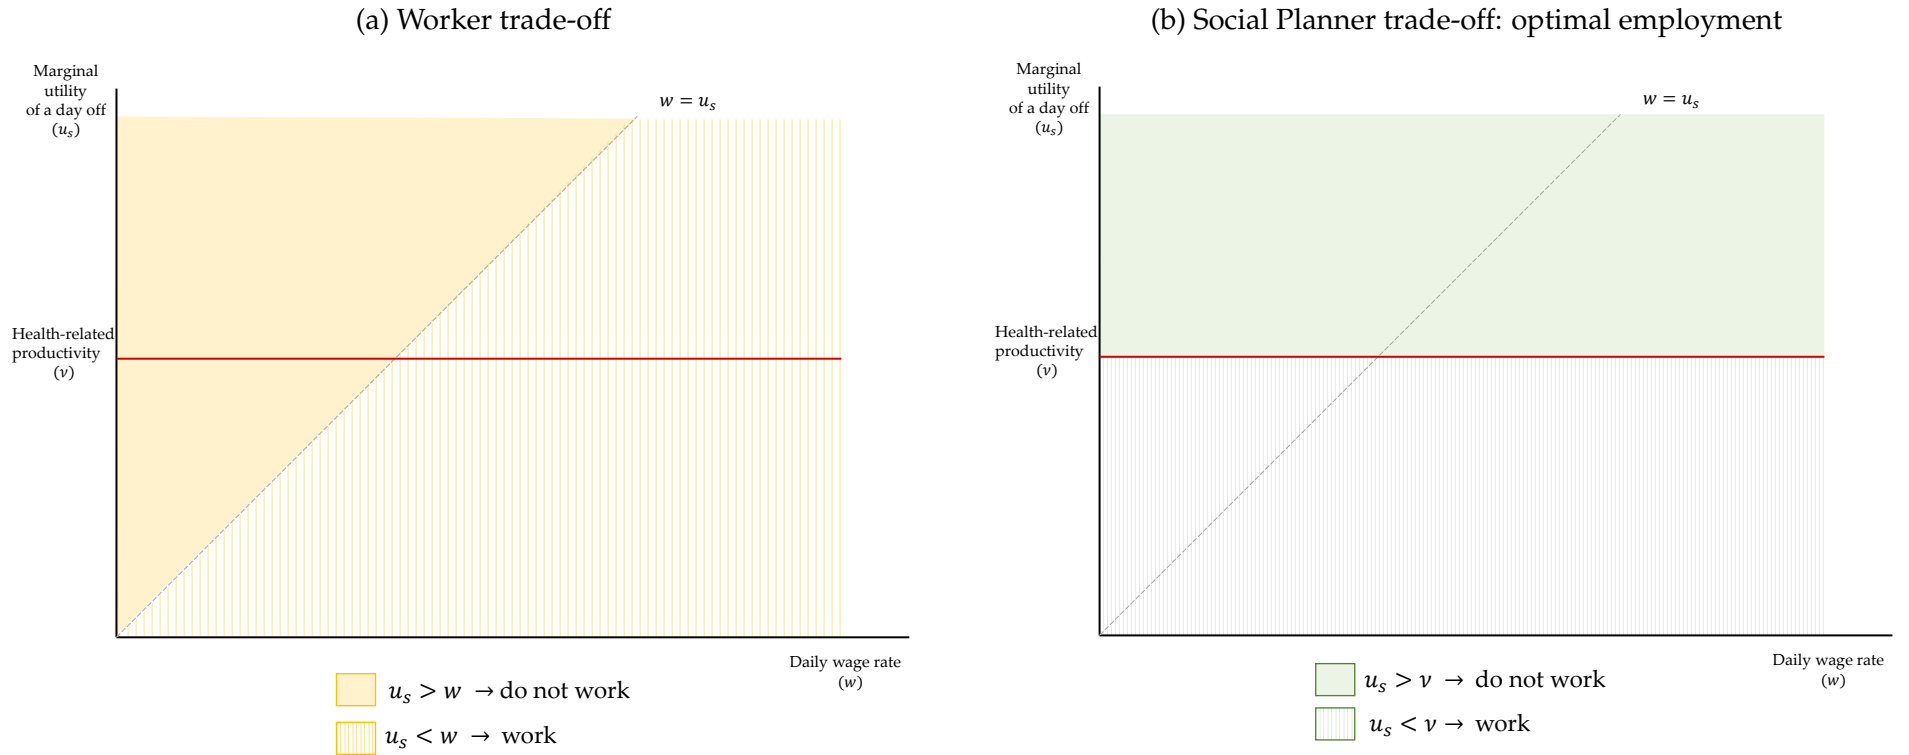 (a) Worker trade-off
Marginal
utility
of a day off
(u_s)
w = u_s
Health-related
productivity
(ν)
Daily wage rate
(w)
u_s > w → do not work
u_s < w → work
(b) Social Planner trade-off: optimal employment
Marginal
utility
of a day off
(u_s)
w = u_s
Health-related
productivity
(ν)
Daily wage rate
(w)
u_s > ν → do not work
u_s < ν → work